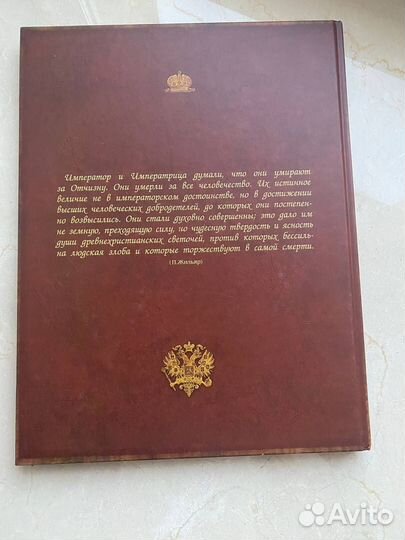 Император и Императрица думали, что они умирают
за Отчизну. Они умерли за все человечество. Их истинное
величие не в императорском достоинстве, но в достижении
высших человеческих добродетелей, до которых они постепен-
но возвысились. Они стали духовно совершенны; это дало им
не земную, преходящую силу, но чудесную твердость и ясность
души древнехристианских светочей, против которых бессиль-
на людская злоба и которые торжествуют в самой смерти.
(П.Жильяр)
Avito